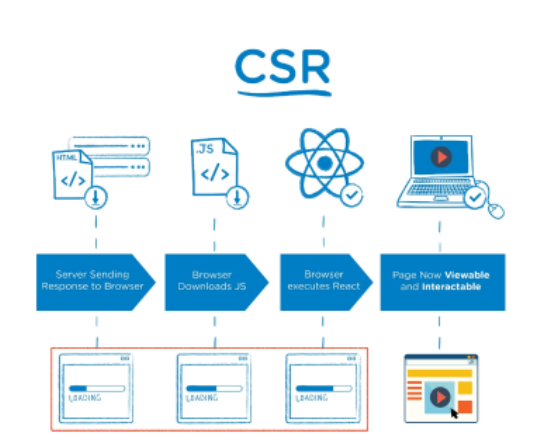 CSR
HTML
</>
.JS
</>
Server Sending
Response to Browser
Browser
Downloads JS
Browser
executes React
Page Now Viewable
and Interactable
LOADING
LOADING
LOADING